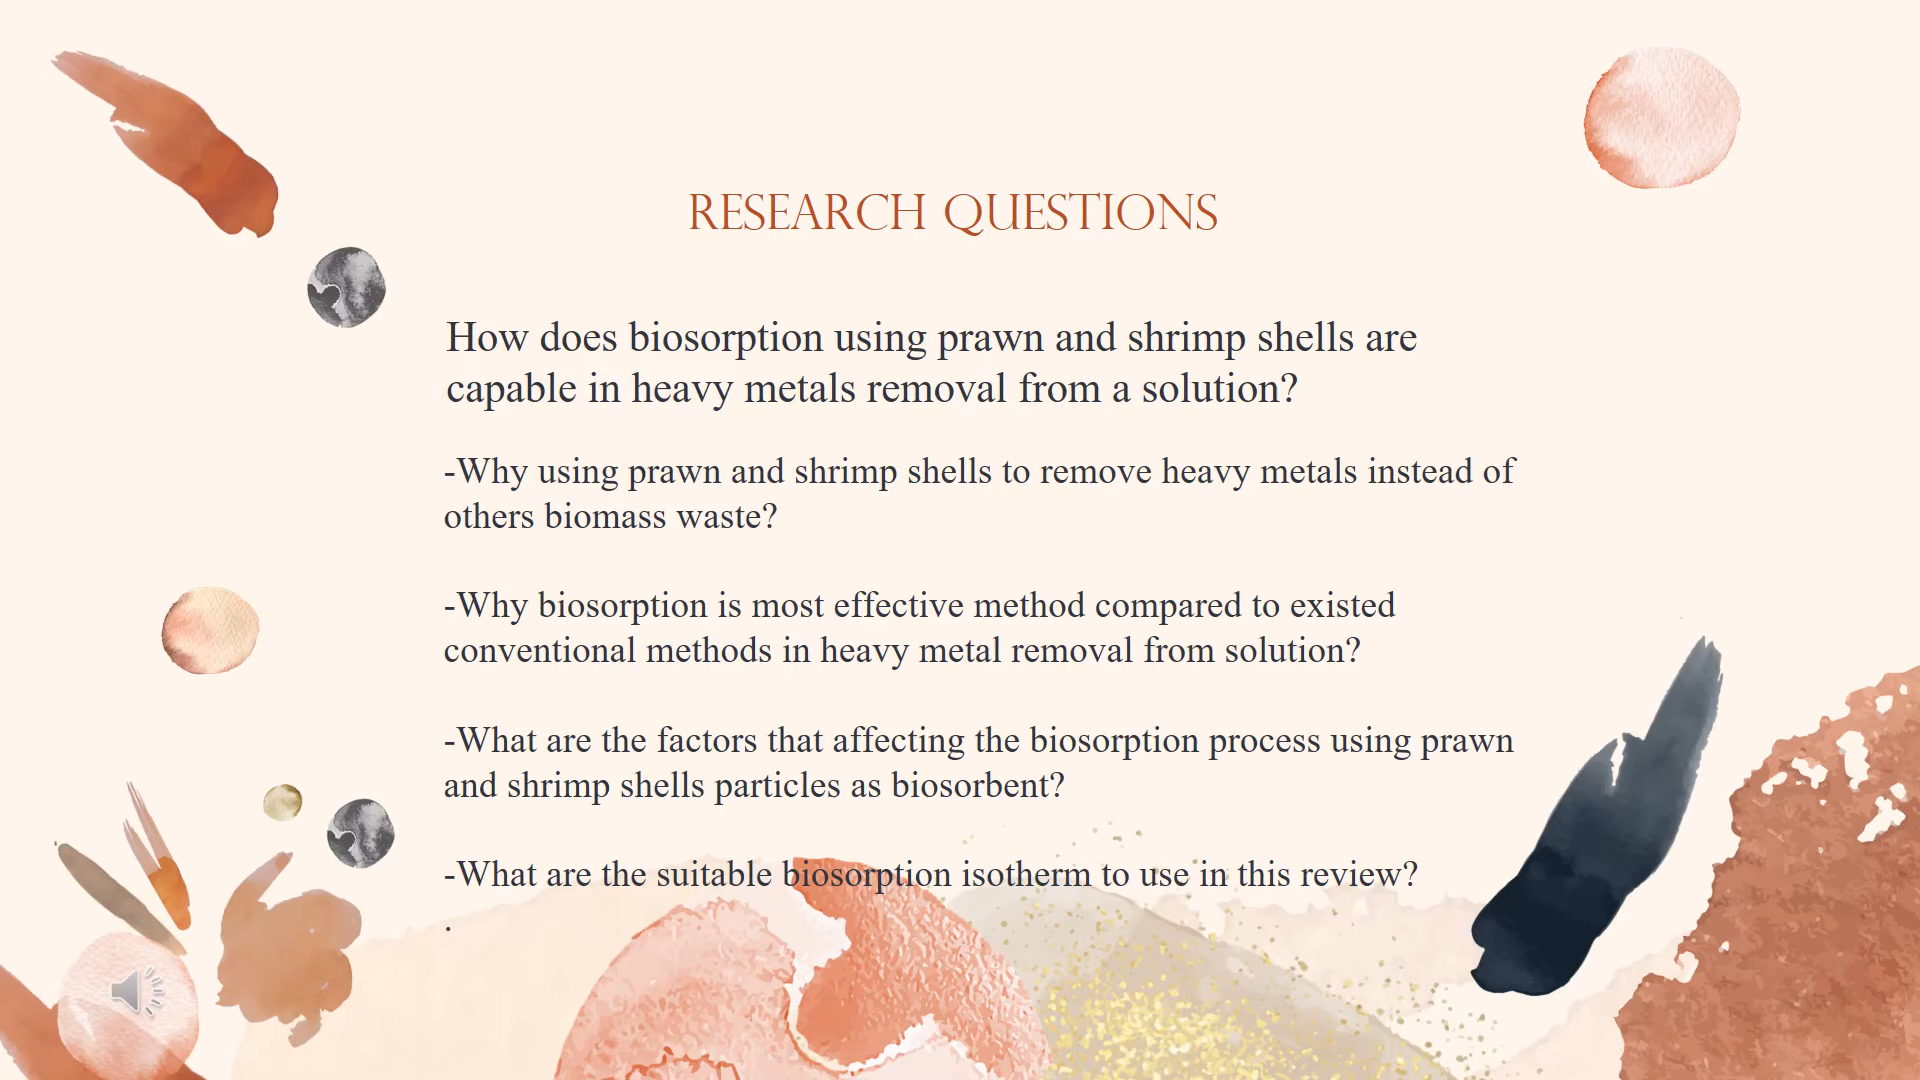 RESEARCH QUESTIONS
How does biosorption using prawn and shrimp shells are
capable in heavy metals removal from a solution?
-Why using prawn and shrimp shells to remove heavy metals instead of
others biomass waste?
-Why biosorption is most effective method compared to existed
conventional methods in heavy metal removal from solution?
-What are the factors that affecting the biosorption process using prawn
and shrimp shells particles as biosorbent?
-What are the suitable biosorption isotherm to use in this review?
.